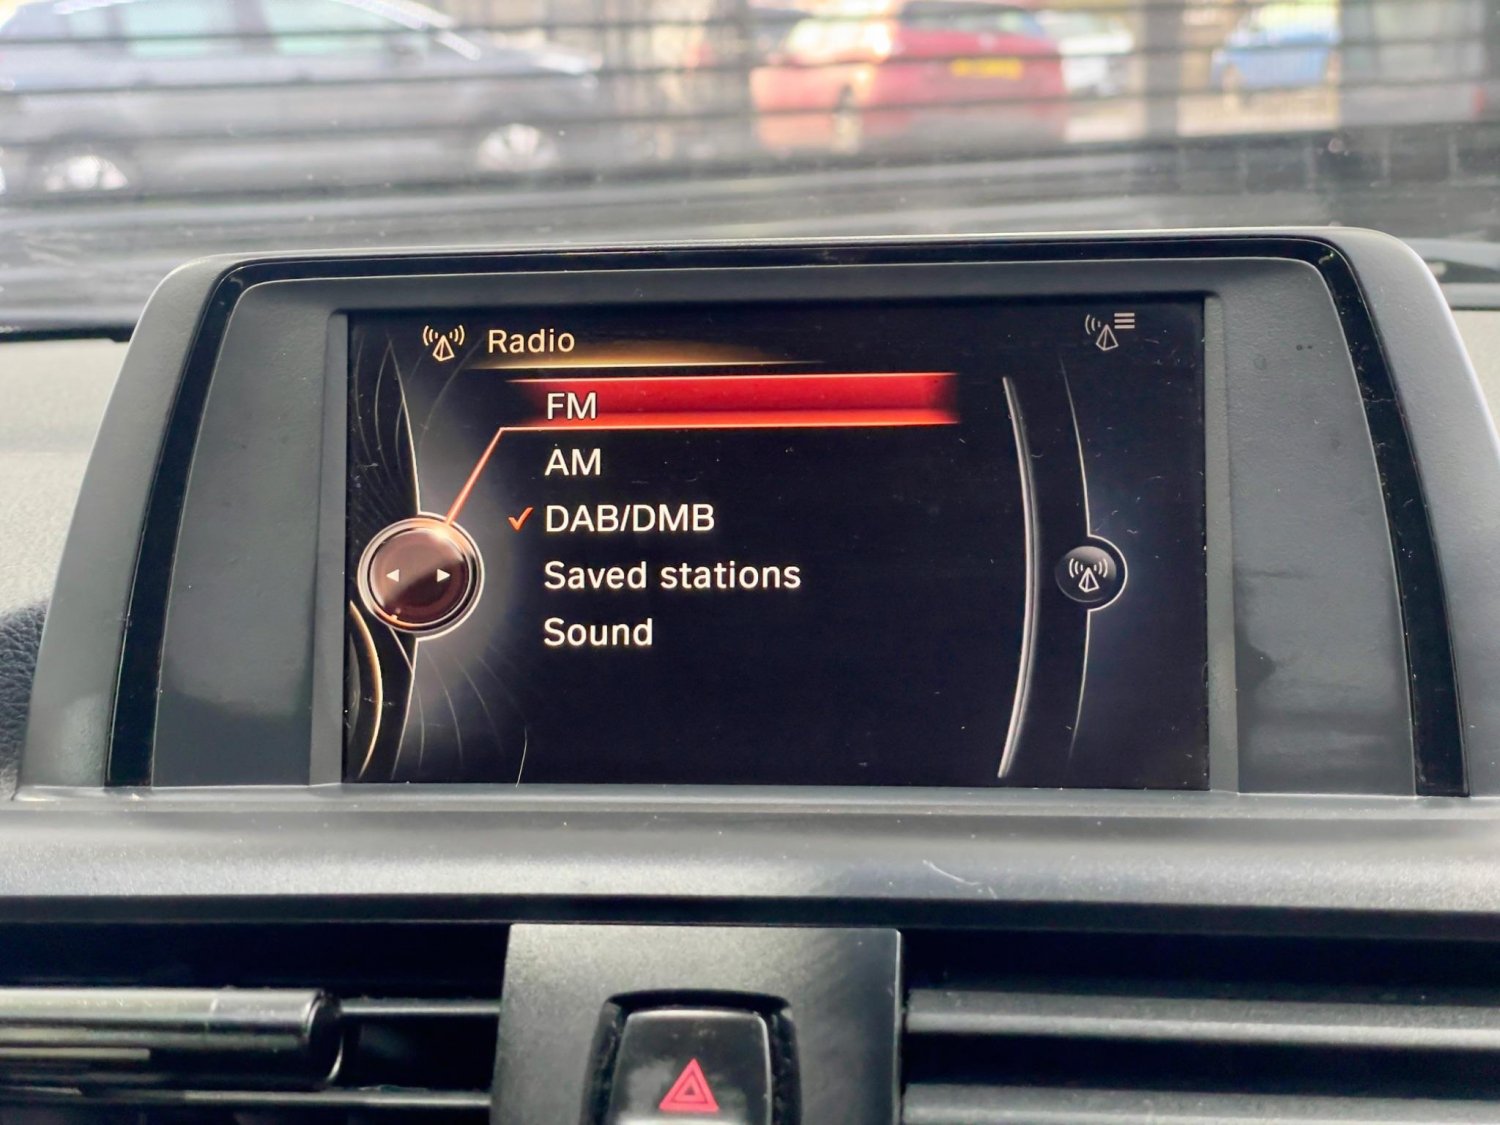 Radio
FM
AM
DAB/DMB
Saved stations
Sound